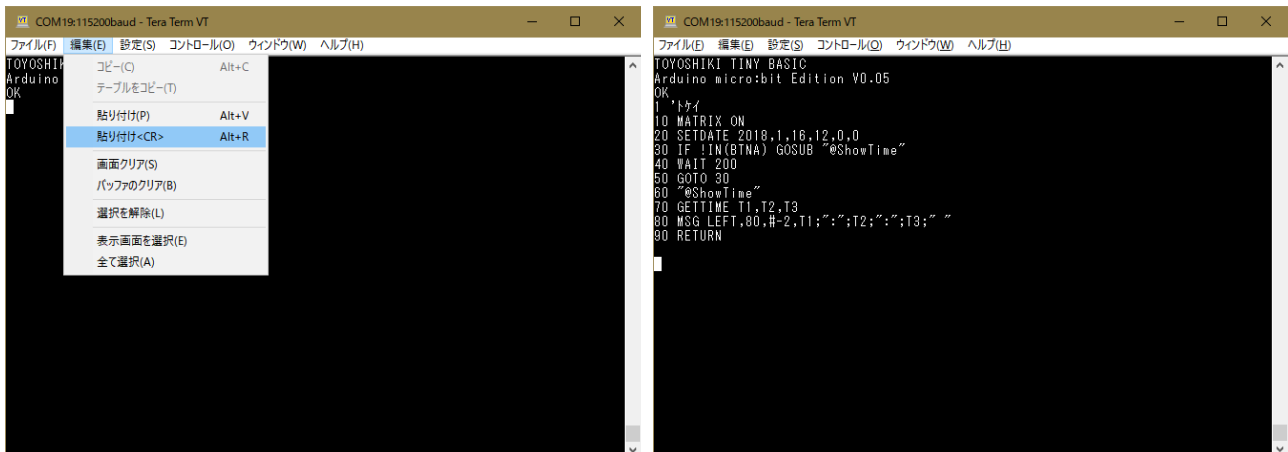 COM19:115200baud - Tera Term VT
ファイル(F) 編集(E) 設定(S) コントロール(O) ウィンドウ(W) ヘルプ(H)
TOYOSHIK
Arduino
OK
コピー(C) Alt+C
テーブルをコピー(T)
貼り付け(P) Alt+V
貼り付け<CR> Alt+R
画面クリア(S)
バッファのクリア(B)
選択を解除(L)
表示画面を選択(E)
全て選択(A)
COM19:115200baud - Tera Term VT
ファイル(F) 編集(E) 設定(S) コントロール(O) ウィンドウ(W) ヘルプ(H)
TOYOSHIKI TINY BASIC
Arduino micro:bit Edition V0.05
OK
1 'ﾄｹｲ
10 MATRIX ON
20 SETDATE 2018,1,16,12,0,0
30 IF !IN(BTNA) GOSUB "@ShowTime"
40 WAIT 200
50 GOTO 30
60 "@ShowTime"
70 GETTIME T1,T2,T3
80 MSG LEFT,80,#-2,T1;":";T2;":";T3;" "
90 RETURN